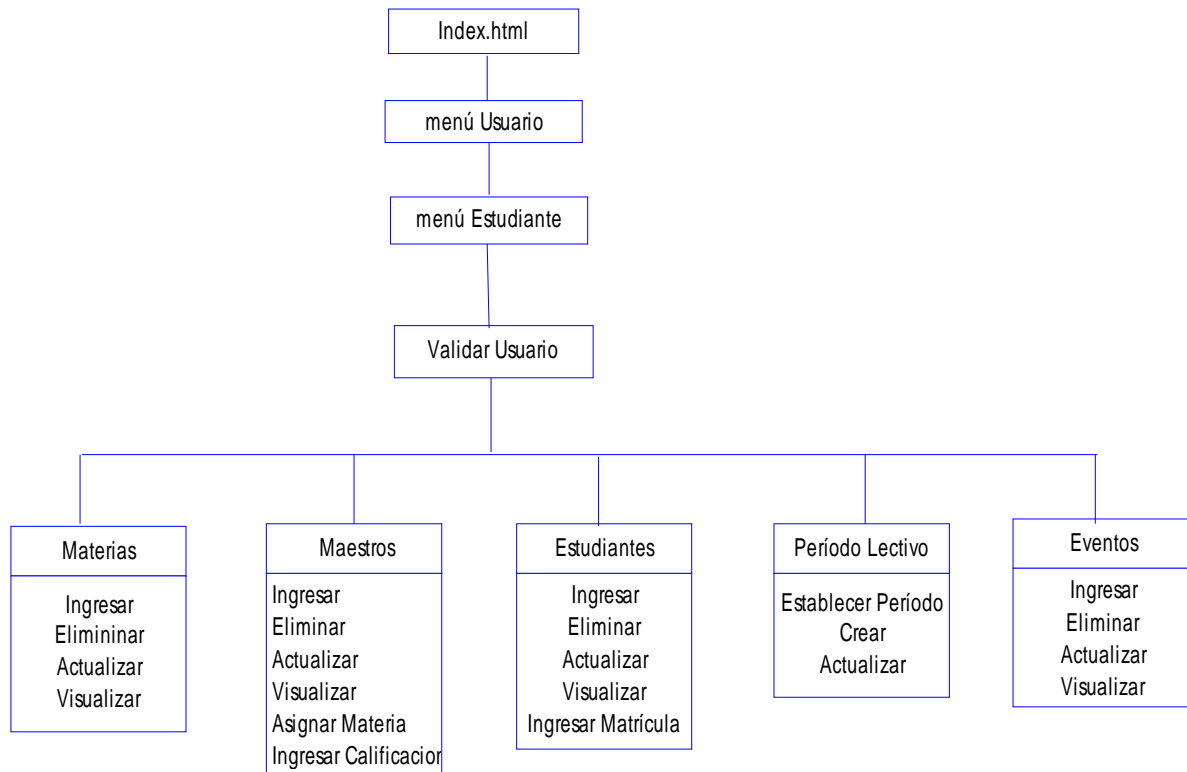 Index.html
menú Usuario
menú Estudiante
Validar Usuario
Materias
Ingresar
Elimininar
Actualizar
Visualizar
Maestros
Ingresar
Eliminar
Actualizar
Visualizar
Asignar Materia
Ingresar Calificacior
Estudiantes
Ingresar
Eliminar
Actualizar
Visualizar
Ingresar Matrícula
Período Lectivo
Establecer Período
Crear
Actualizar
Eventos
Ingresar
Eliminar
Actualizar
Visualizar